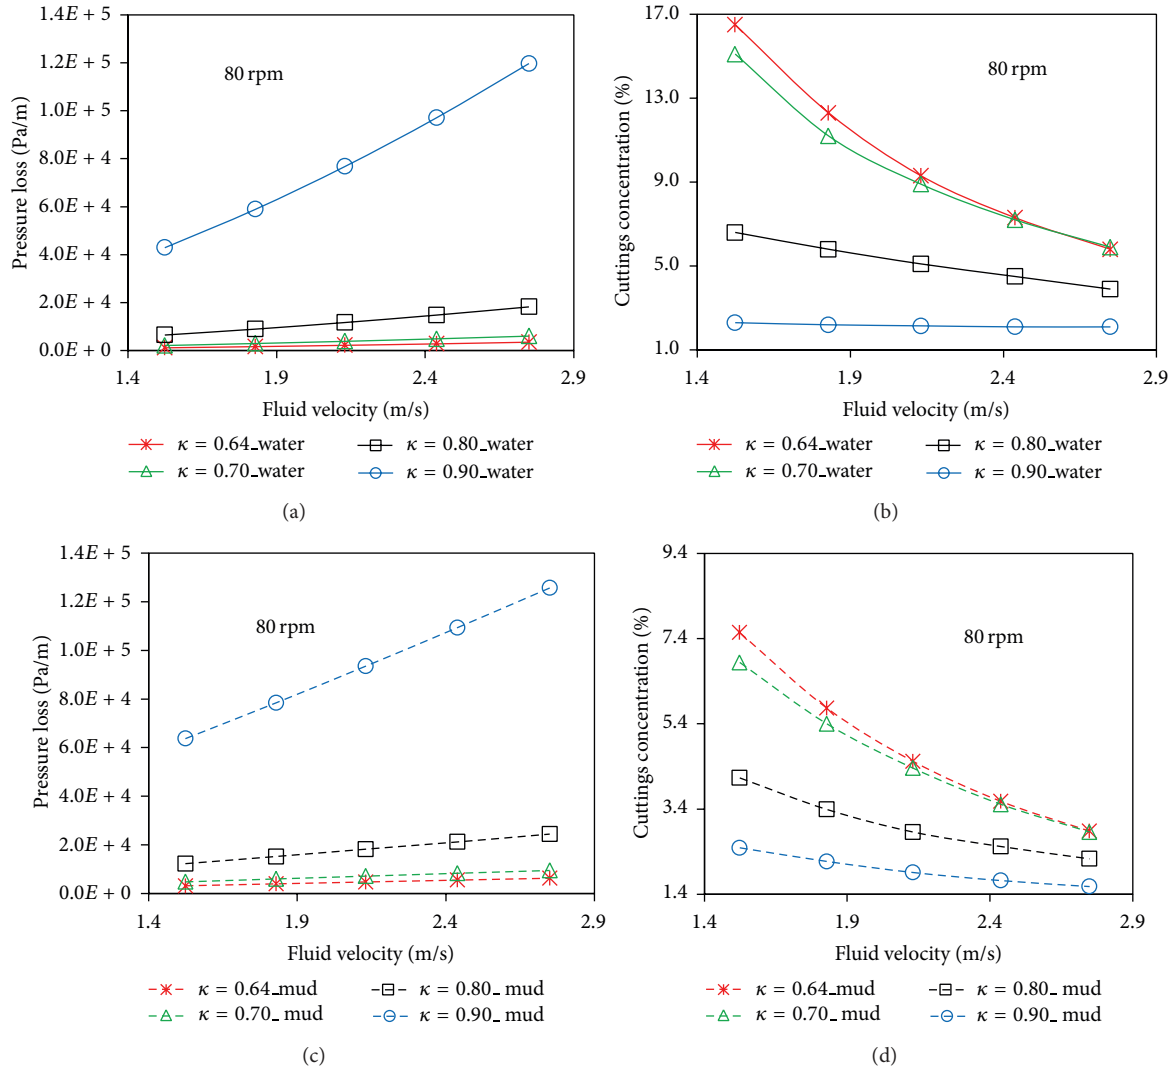 1.4E + 5
1.2E + 5
1.0E + 5
8.0E + 4
6.0E + 4
4.0E + 4
2.0E + 4
0.0E + 0
Pressure loss (Pa/m)
80 rpm
1.4 1.9 2.4 2.9
Fluid velocity (m/s)
κ = 0.64_water κ = 0.80_water
κ = 0.70_water κ = 0.90_water
(a)
17.0
13.0
9.0
5.0
1.0
Cuttings concentration (%)
80 rpm
1.4 1.9 2.4 2.9
Fluid velocity (m/s)
κ = 0.64_water κ = 0.80_water
κ = 0.70_water κ = 0.90_water
(b)
1.4E + 5
1.2E + 5
1.0E + 5
8.0E + 4
6.0E + 4
4.0E + 4
2.0E + 4
0.0E + 0
Pressure loss (Pa/m)
80 rpm
1.4 1.9 2.4 2.9
Fluid velocity (m/s)
κ = 0.64_mud κ = 0.80_ mud
κ = 0.70_ mud κ = 0.90_ mud
(c)
9.4
7.4
5.4
3.4
1.4
Cuttings concentration (%)
80 rpm
1.4 1.9 2.4 2.9
Fluid velocity (m/s)
κ = 0.64_mud κ = 0.80_ mud
κ = 0.70_ mud κ = 0.90_ mud
(d)